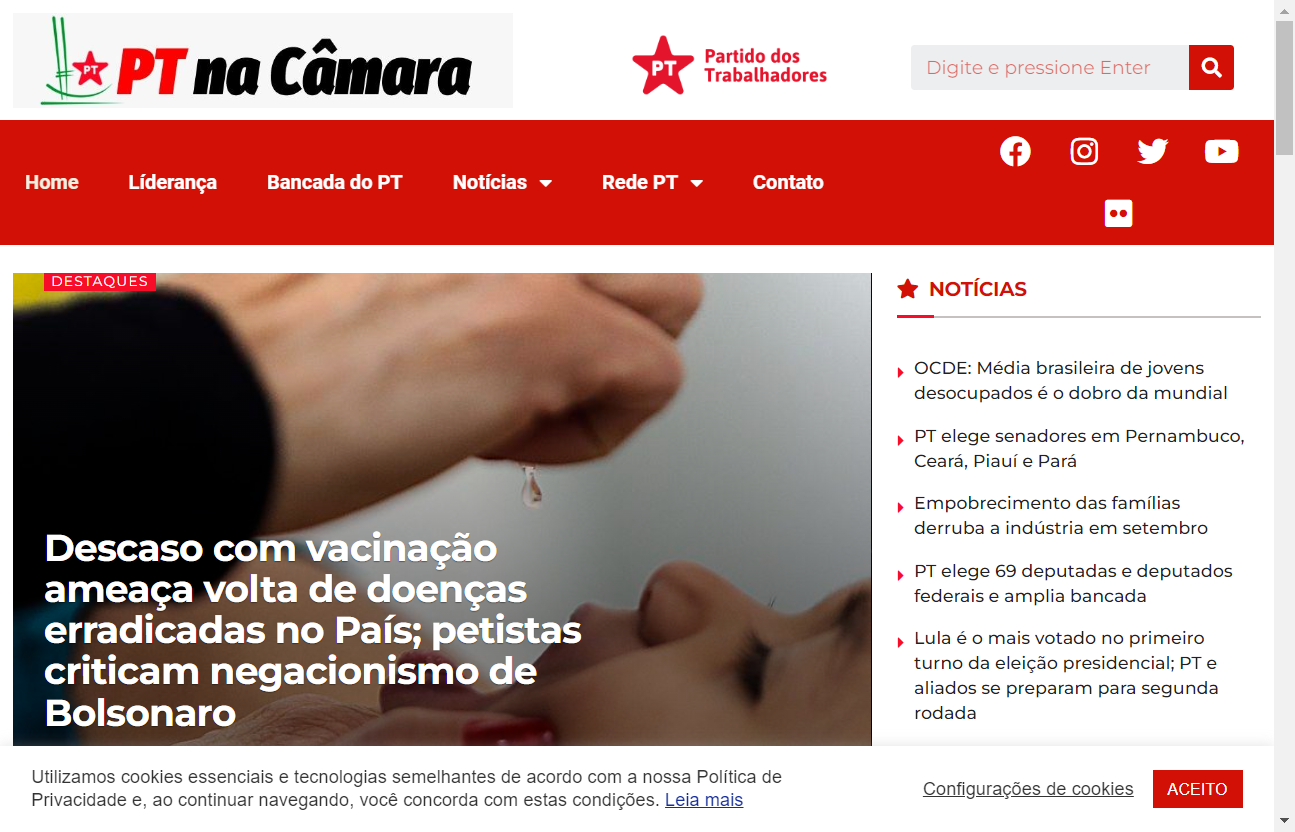 PT PT na Câmara
PT Partido dos
Trabalhadores
Digite e pressione Enter
Home Líderança Bancada do PT Notícias Rede PT Contato
DESTAQUES
Descaso com vacinação
ameaça volta de doenças
erradicadas no País; petistas
criticam negacionismo de
Bolsonaro
NOTÍCIAS
OCDE: Média brasileira de jovens
desocupados é o dobro da mundial
PT elege senadores em Pernambuco,
Ceará, Piauí e Pará
Empobrecimento das famílias
derruba a indústria em setembro
PT elege 69 deputadas e deputados
federais e amplia bancada
Lula é o mais votado no primeiro
turno da eleição presidencial; PT e
aliados se preparam para segunda
rodada
Utilizamos cookies essenciais e tecnologias semelhantes de acordo com a nossa Política de
Privacidade e, ao continuar navegando, você concorda com estas condições. Leia mais
Configurações de cookies
ACEITO